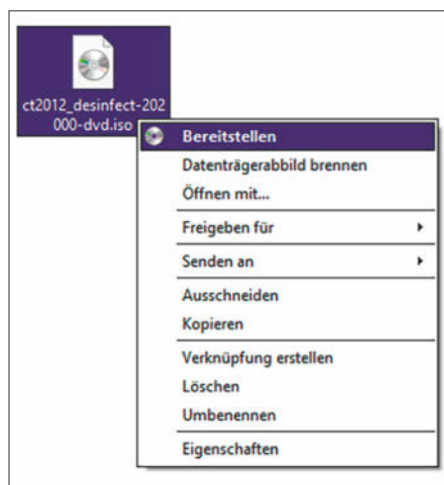 ct2012_desinfect-202
000-dvd.iso
Bereitstellen
Datenträgerabbild brennen
Öffnen mit...
Freigeben für
Senden an
Ausschneiden
Kopieren
Verknüpfung erstellen
Löschen
Umbenennen
Eigenschaften